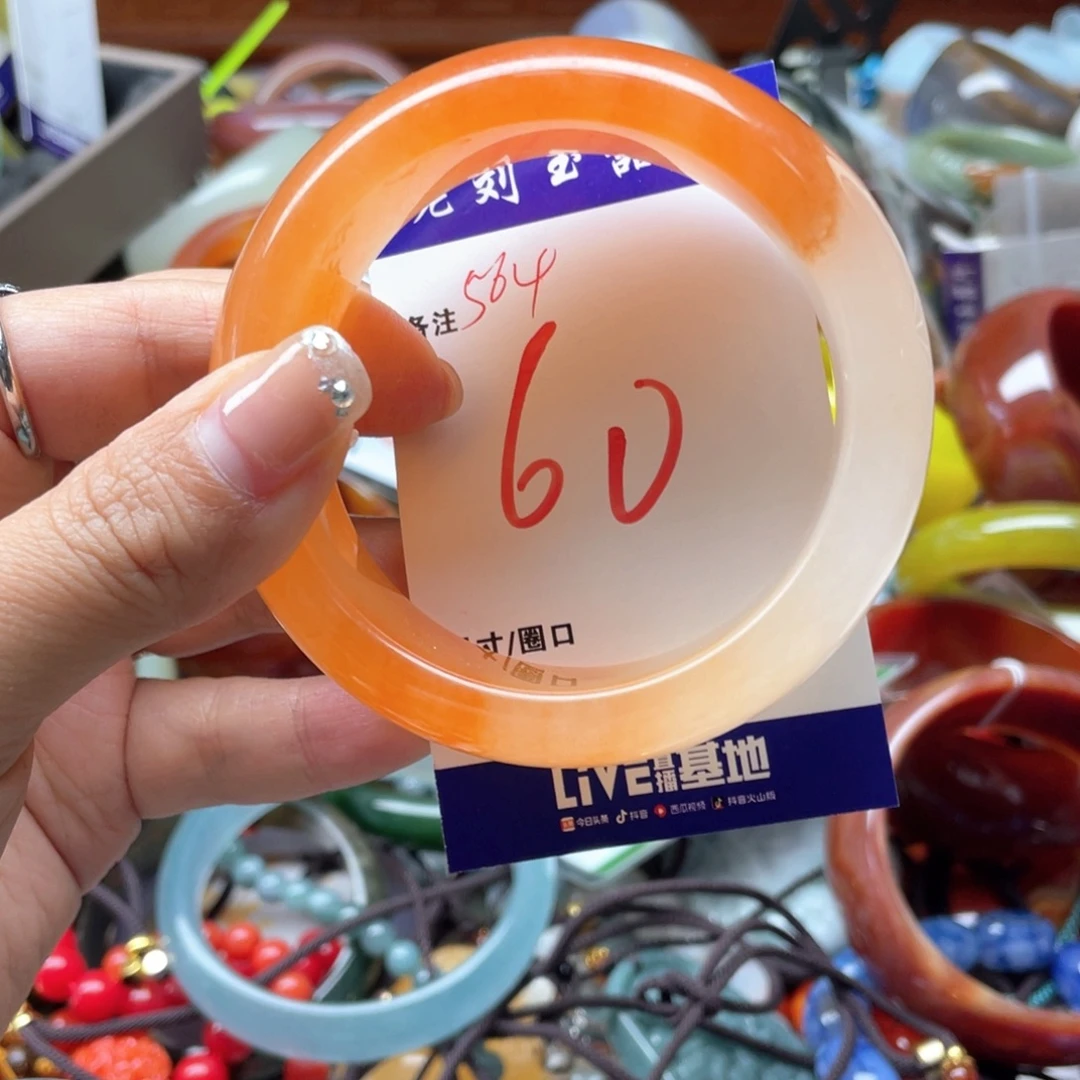 刻玉器
备注 564
60
寸/圈口
LIVE直播基地
今日头条 抖音 西瓜视频 抖音火山版